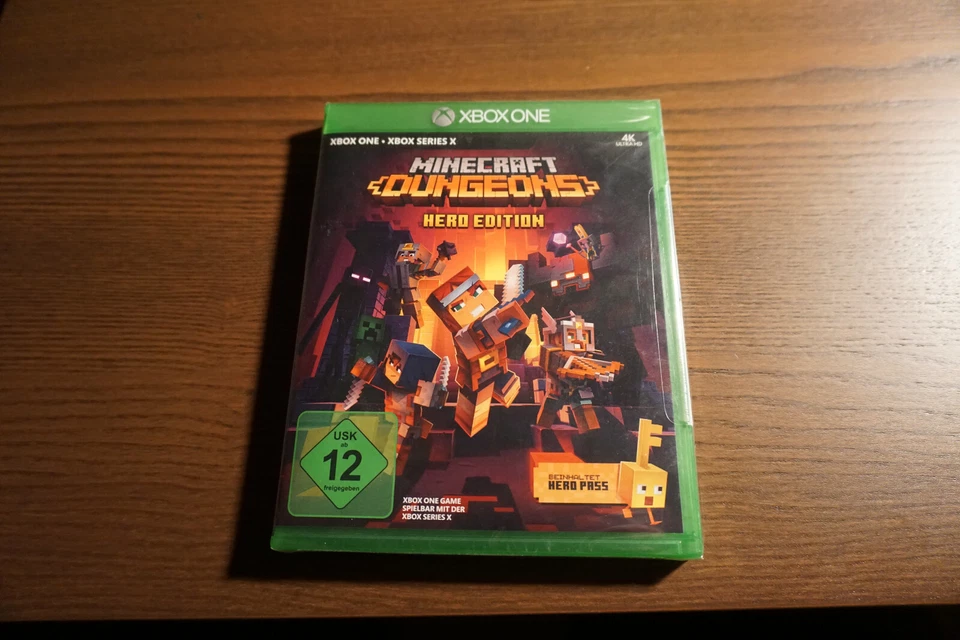 XBOX ONE
XBOX ONE • XBOX SERIES X
4K
ULTRA HD
MINECRAFT
DUNGEONS
HERO EDITION
USK
ab
12
freigegeben
XBOX ONE GAME
SPIELBAR MIT DER
XBOX SERIES X
BEINHALTET
HERO PASS